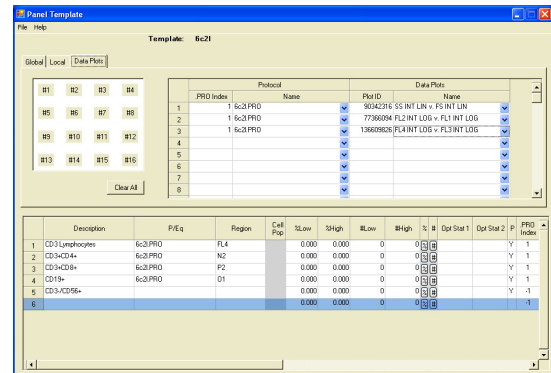 Panel Template
File Help
Template: 6c2l
Global Local Data Plots
#1 #2 #3 #4
#5 #6 #7 #8
#9 #10 #11 #12
#13 #14 #15 #16
Clear All
Protocol Data Plots
PRO Index Name Plot ID Name
1 1 6c2l.PRO 90342316 SS INT LIN v. FS INT LIN
2 1 6c2l.PRO 77366094 FL2 INT LOG v. FL1 INT LOG
3 1 6c2l.PRO 136609826 FL4 INT LOG v. FL3 INT LOG
4
5
6
7
8
Description P/Eq Region Cell Pop %Low %High #Low #High % # Opt Stat 1 Opt Stat 2 P .PRO Index
1 CD3 Lymphocytes 6c2l.PRO FL4 0.000 0.000 0 0 % # Y 1
2 CD3+CD4+ 6c2l.PRO N2 0.000 0.000 0 0 % # Y 1
3 CD3+CD8+ 6c2l.PRO P2 0.000 0.000 0 0 % # Y 1
4 CD19+ 6c2l.PRO O1 0.000 0.000 0 0 % # Y 1
5 CD3-/CD56+ 0.000 0.000 0 0 % # Y -1
6 0.000 0.000 0 0 % # -1